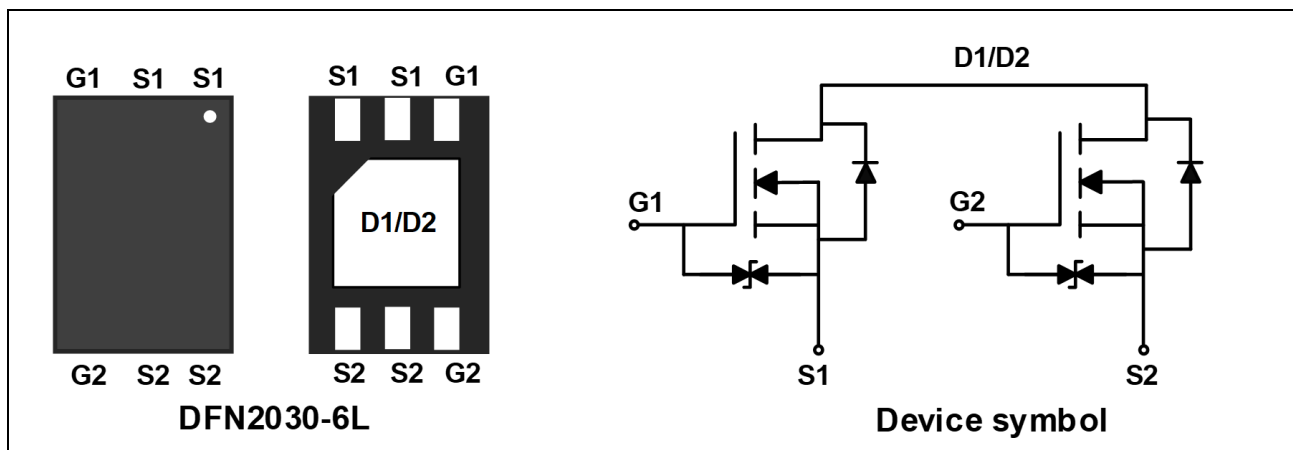 G1 S1 S1
G2 S2 S2
S1 S1 G1
D1/D2
S2 S2 G2
DFN2030-6L
D1/D2
G1
G2
S1
S2
Device symbol